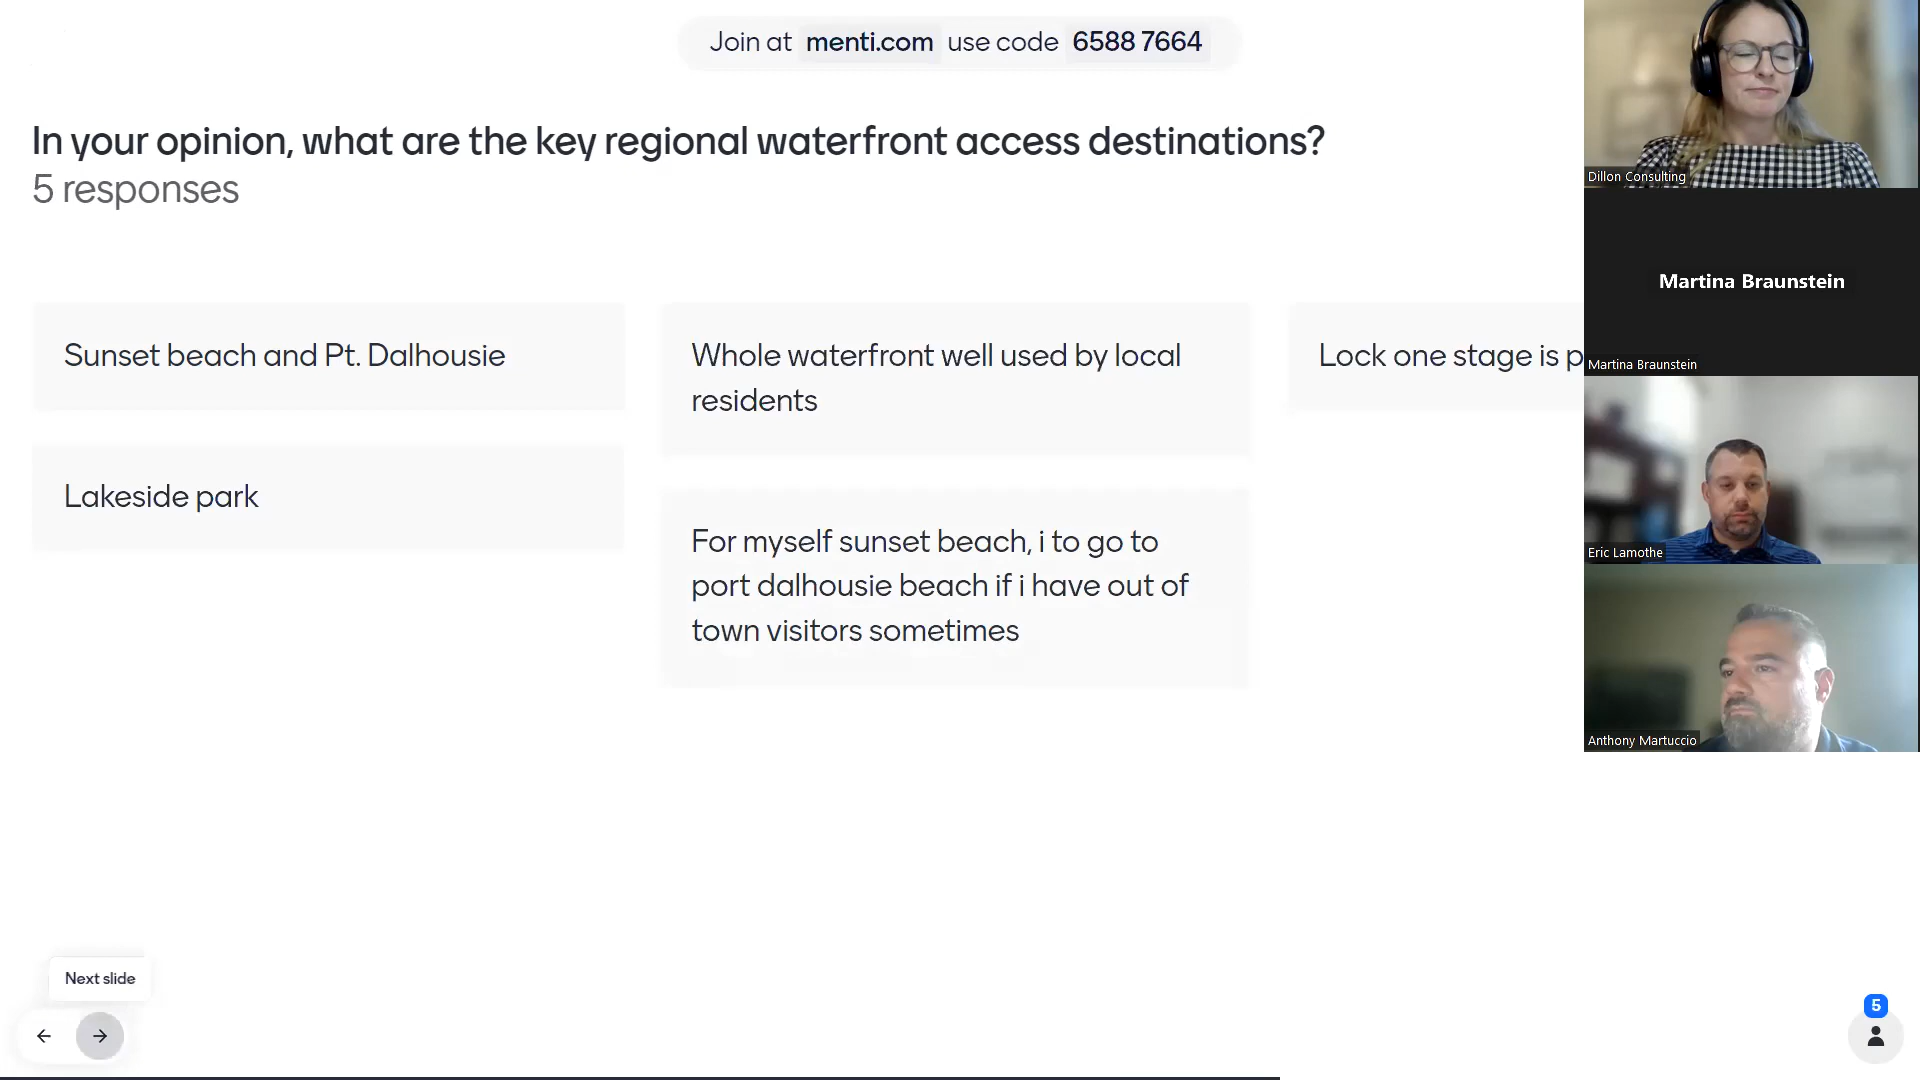 Join at menti.com use code 6588 7664
In your opinion, what are the key regional waterfront access destinations?
5 responses
Sunset beach and Pt. Dalhousie
Lakeside park
Whole waterfront well used by local
residents
For myself sunset beach, i to go to
port dalhousie beach if i have out of
town visitors sometimes
Lock one stage is p
Dillon Consulting
Martina Braunstein
Martina Braunstein
Eric Lamothe
Anthony Martuccio
Next slide
5